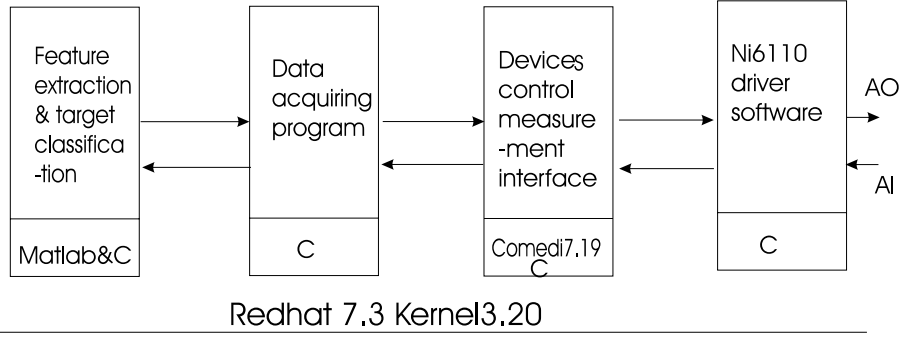 Feature
extraction
& target
classifica
-tion
Matlab&C
Data
acquiring
program
C
Devices
control
measure
-ment
interface
Comedi7.19
C
Ni6110
driver
software
C
AO
AI
Redhat 7.3 Kernel3.20